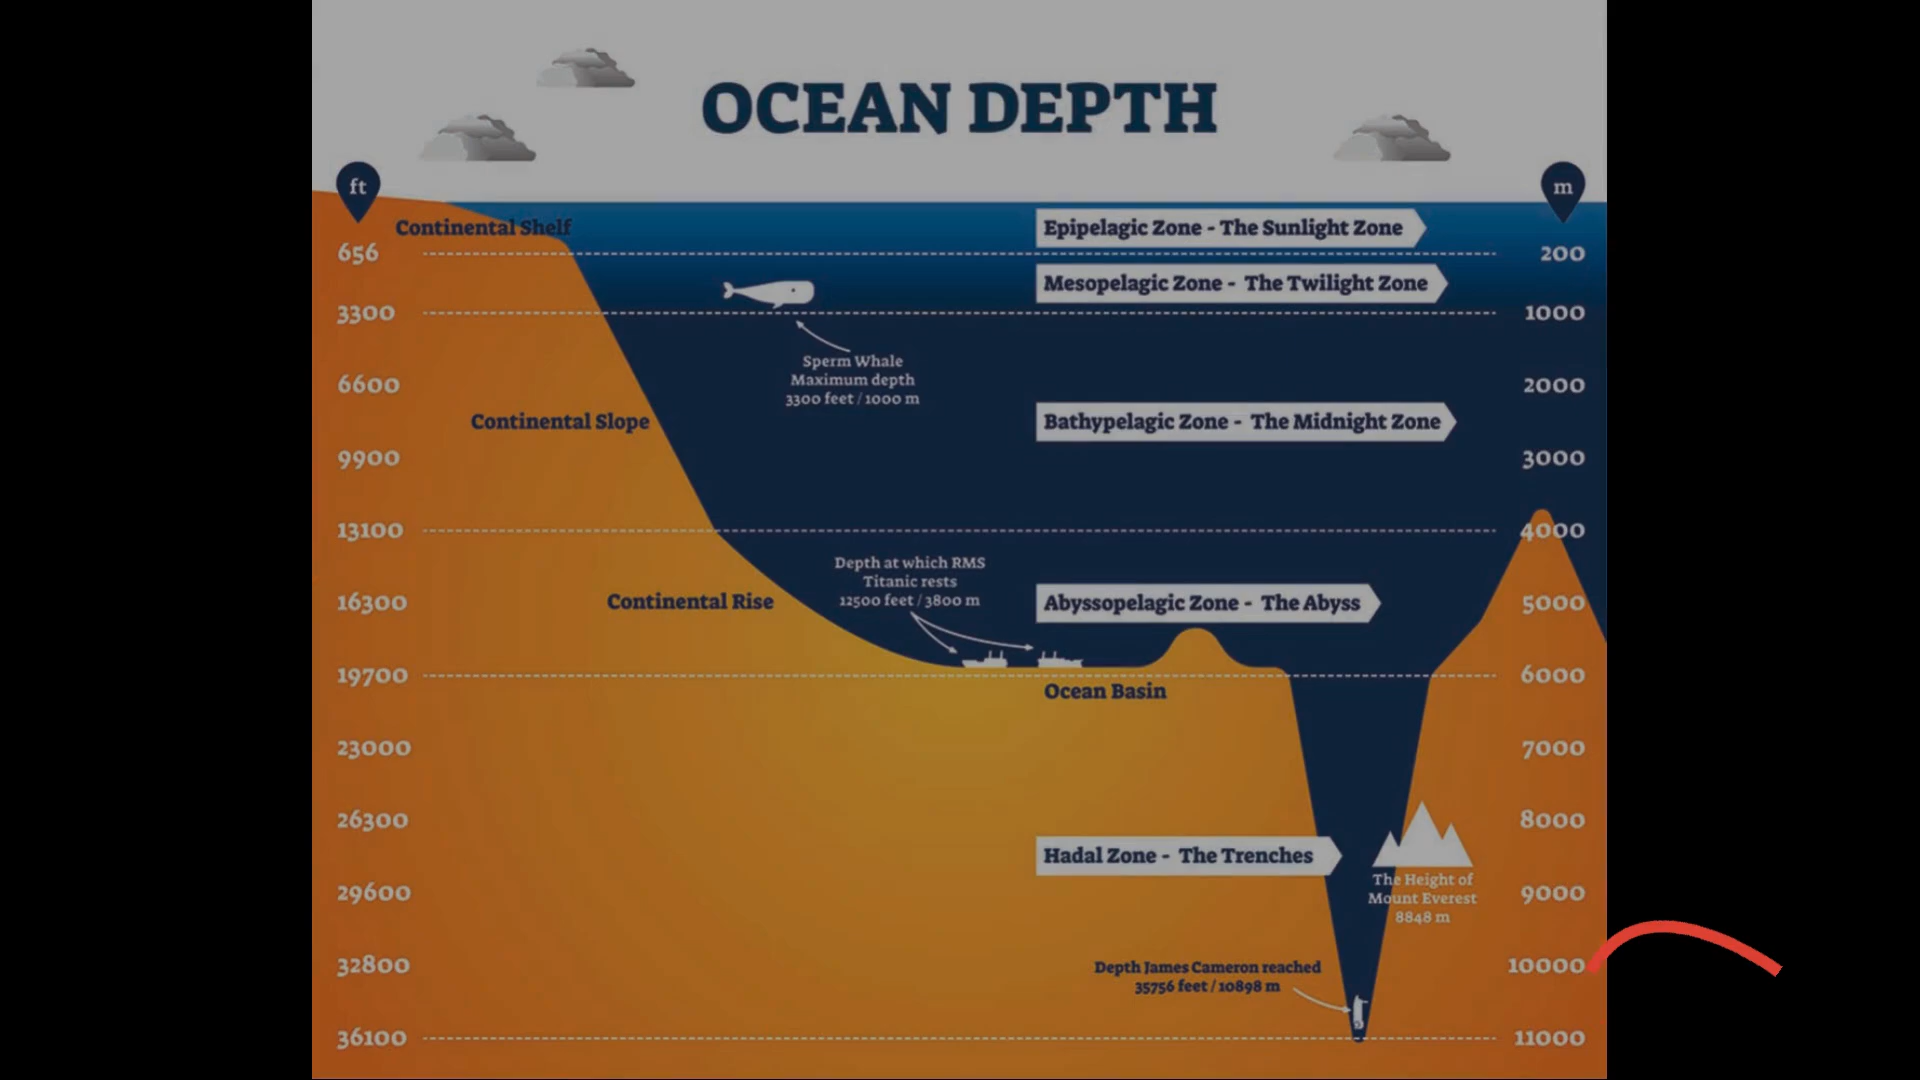 OCEAN DEPTH
ft
m
Continental Shelf
Epipelagic Zone - The Sunlight Zone
656
200
Mesopelagic Zone - The Twilight Zone
3300
1000
Sperm Whale
Maximum depth
3300 feet / 1000 m
6600
2000
Continental Slope
Bathypelagic Zone - The Midnight Zone
9900
3000
13100
4000
Depth at which RMS
Titanic rests
12500 feet / 3800 m
16300
Continental Rise
Abyssopelagic Zone - The Abyss
5000
19700
6000
Ocean Basin
23000
7000
26300
8000
Hadal Zone - The Trenches
The Height of
Mount Everest
8848 m
29600
9000
32800
10000
Depth James Cameron reached
35756 feet / 10898 m
36100
11000